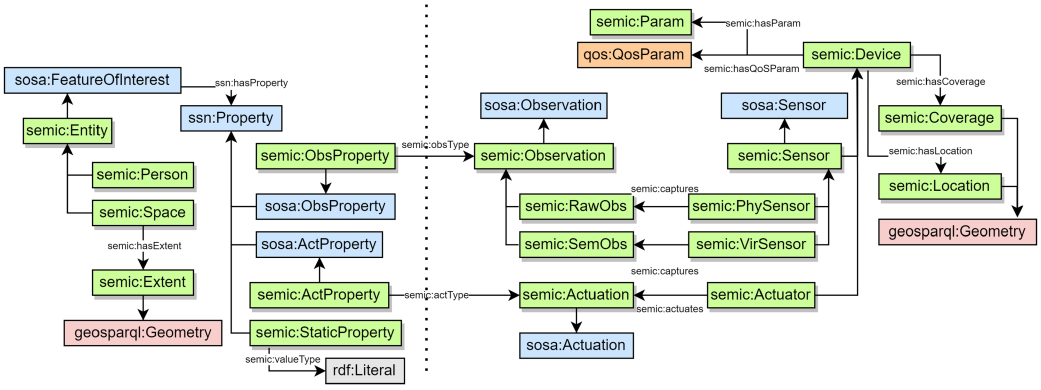 sosa:FeatureOfInterest
ssn:hasProperty
ssn:Property
semic:Entity
semic:Person
semic:Space
semic:hasExtent
semic:Extent
geosparql:Geometry
semic:ObsProperty
sosa:ObsProperty
sosa:ActProperty
semic:ActProperty
semic:StaticProperty
semic:valueType
rdf:Literal
semic:obsType
semic:actType
semic:Param
semic:hasParam
qos:QosParam
semic:hasQoSParam
semic:Device
semic:hasCoverage
semic:Coverage
semic:hasLocation
semic:Location
geosparql:Geometry
sosa:Observation
sosa:Sensor
semic:Observation
semic:Sensor
semic:captures
semic:RawObs
semic:PhySensor
semic:SemObs
semic:VirSensor
semic:captures
semic:Actuation
semic:Actuator
semic:actuates
sosa:Actuation